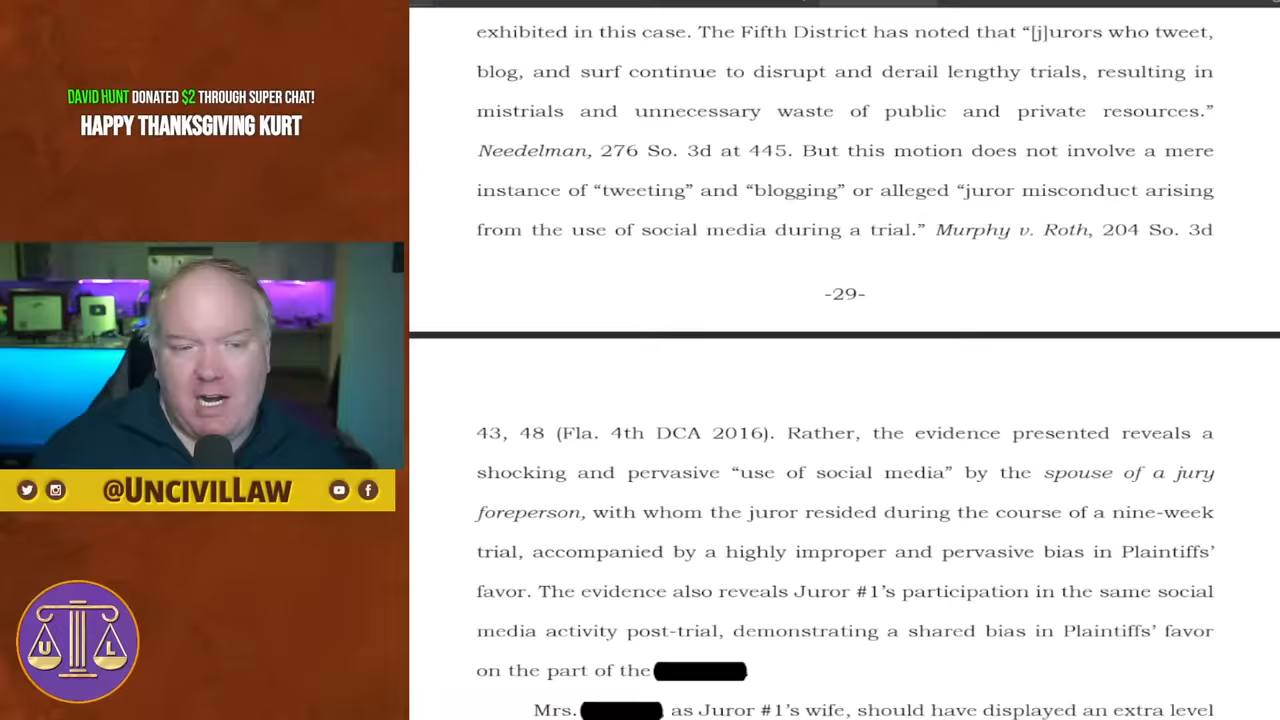 DAVID HUNT DONATED $2 THROUGH SUPER CHAT!
HAPPY THANKSGIVING KURT
@UNCIVILLAW
U L
exhibited in this case. The Fifth District has noted that “[j]urors who tweet,
blog, and surf continue to disrupt and derail lengthy trials, resulting in
mistrials and unnecessary waste of public and private resources.”
Needelman, 276 So. 3d at 445. But this motion does not involve a mere
instance of “tweeting” and “blogging” or alleged “juror misconduct arising
from the use of social media during a trial.” Murphy v. Roth, 204 So. 3d
-29-
43, 48 (Fla. 4th DCA 2016). Rather, the evidence presented reveals a
shocking and pervasive “use of social media” by the spouse of a jury
foreperson, with whom the juror resided during the course of a nine-week
trial, accompanied by a highly improper and pervasive bias in Plaintiffs’
favor. The evidence also reveals Juror #1’s participation in the same social
media activity post-trial, demonstrating a shared bias in Plaintiffs’ favor
on the part of the
Mrs. as Juror #1’s wife, should have displayed an extra level